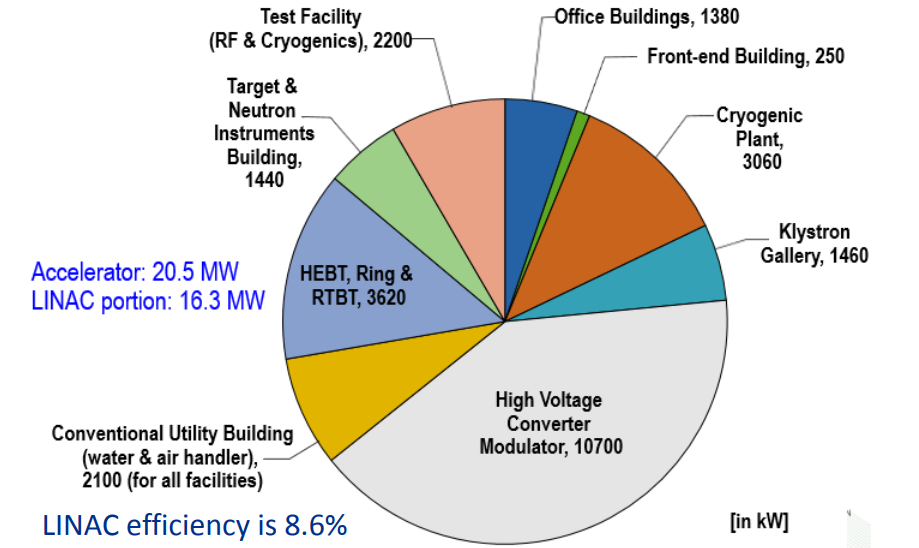 Test Facility
(RF & Cryogenics), 2200
Office Buildings, 1380
Front-end Building, 250
Target &
Neutron
Instruments
Building,
1440
Cryogenic
Plant,
3060
Klystron
Gallery, 1460
Accelerator: 20.5 MW
LINAC portion: 16.3 MW
HEBT, Ring &
RTBT, 3620
High Voltage
Converter
Modulator, 10700
Conventional Utility Building
(water & air handler),
2100 (for all facilities)
LINAC efficiency is 8.6%
[in kW]